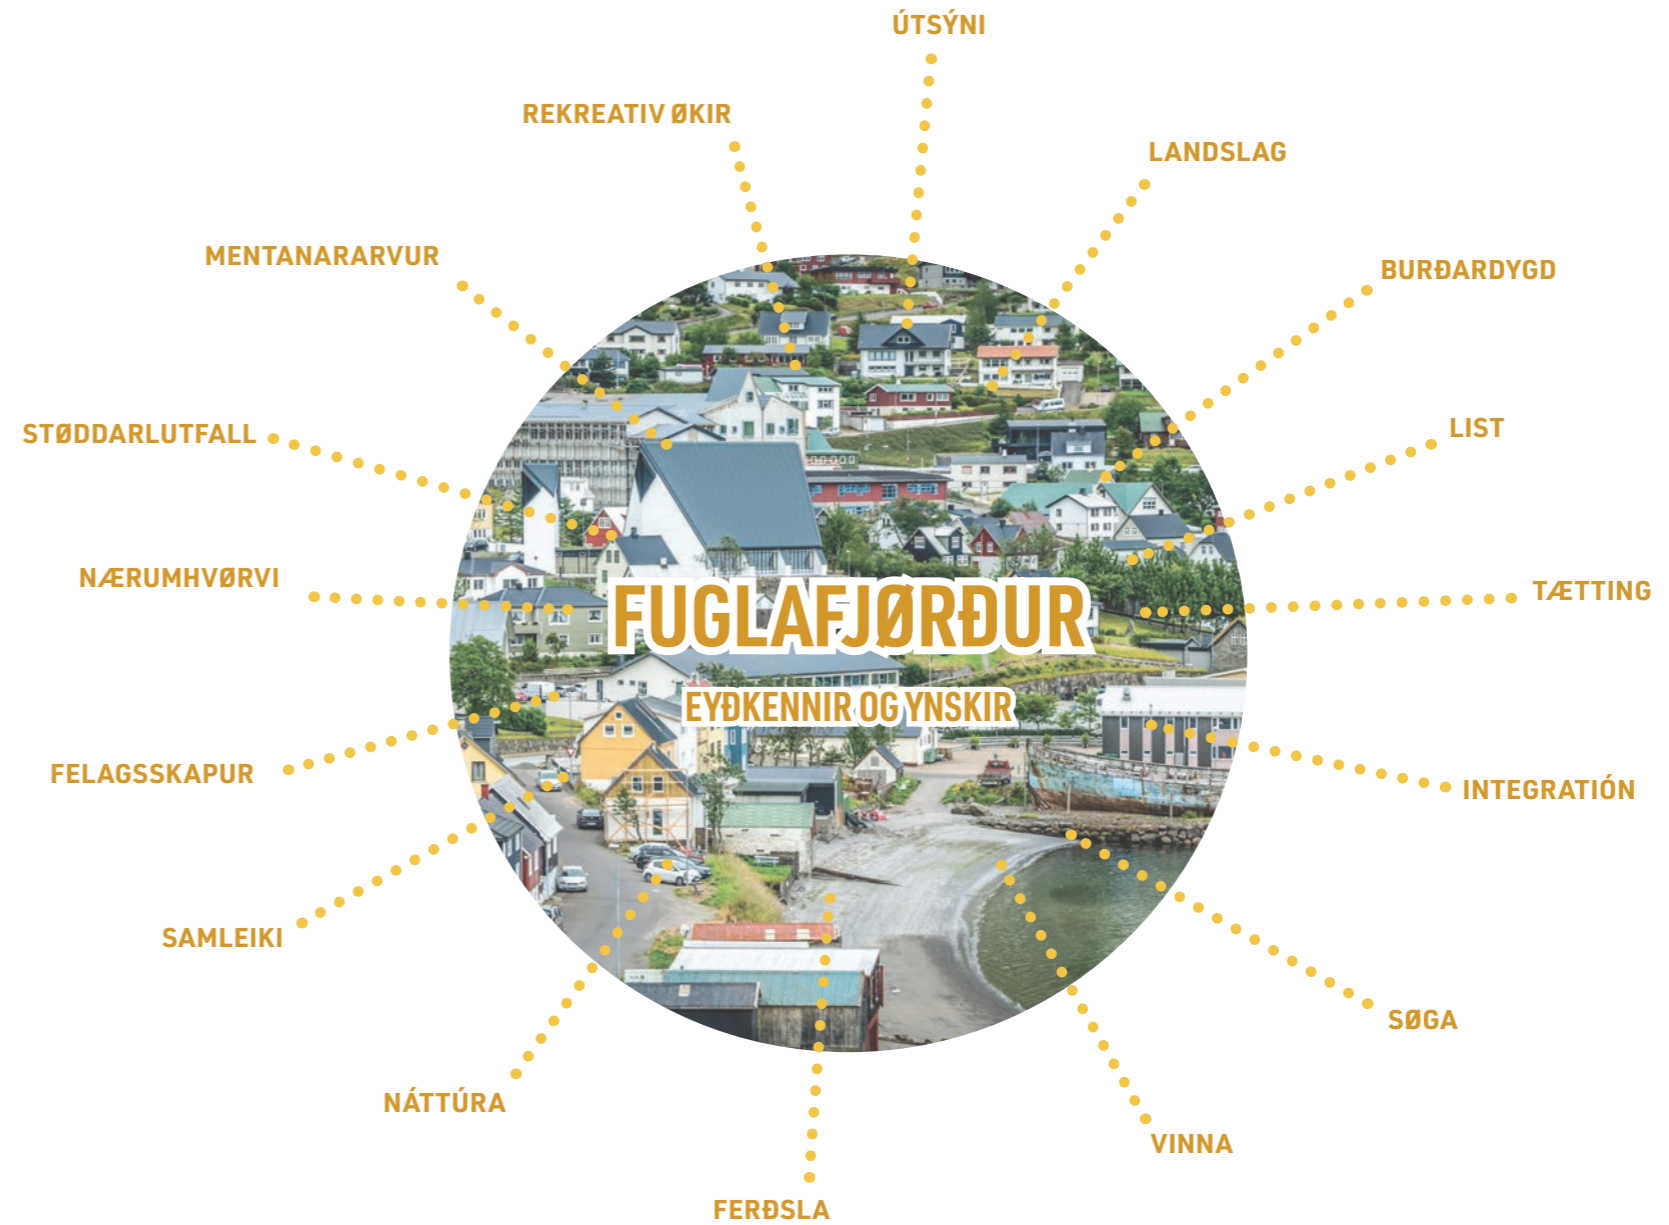 ÚTSÝNI
REKREATIV ØKIR
LANDSLAG
MENTANARARVUR
BURÐARDYGD
STØDDARLUTFALL
LIST
NÆRUMHVØRVI
TÆTTING
FUGLAFJØRÐUR
EYÐKENNIR OG YNSKIR
FELAGSSKAPUR
INTEGRATIÓN
SAMLEIKI
SØGA
NÁTTÚRA
VINNA
FERÐSLA